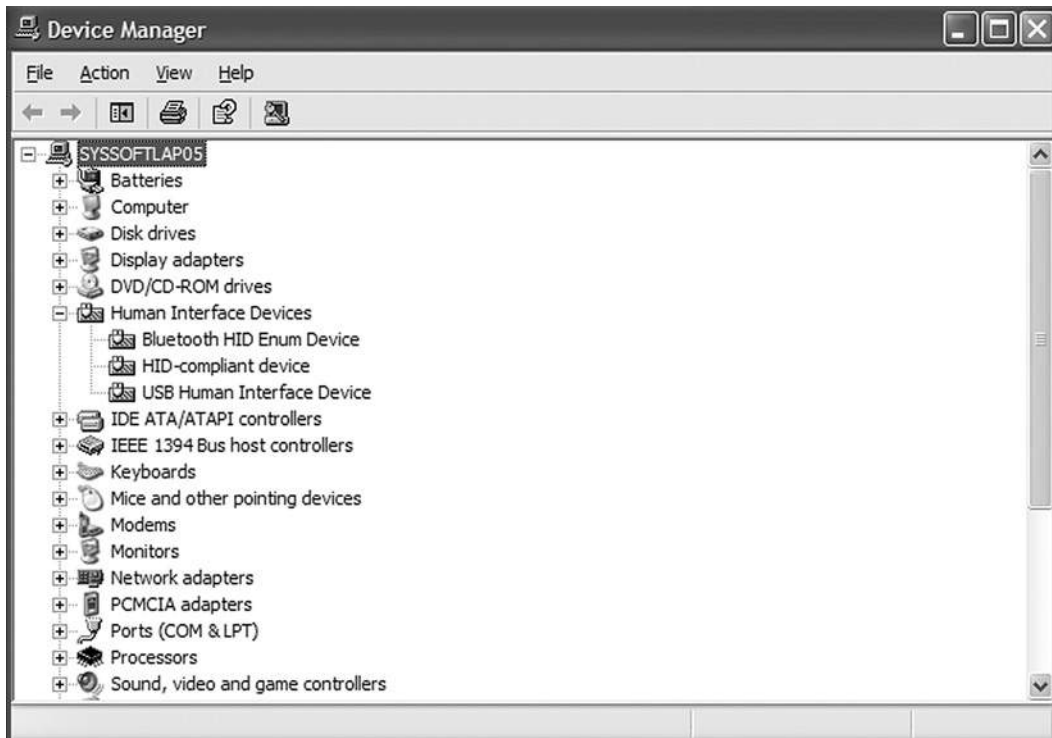 Device Manager
File Action View Help
SYSSOFTLAP05
Batteries
Computer
Disk drives
Display adapters
DVD/CD-ROM drives
Human Interface Devices
Bluetooth HID Enum Device
HID-compliant device
USB Human Interface Device
IDE ATA/ATAPI controllers
IEEE 1394 Bus host controllers
Keyboards
Mice and other pointing devices
Modems
Monitors
Network adapters
PCMCIA adapters
Ports (COM & LPT)
Processors
Sound, video and game controllers